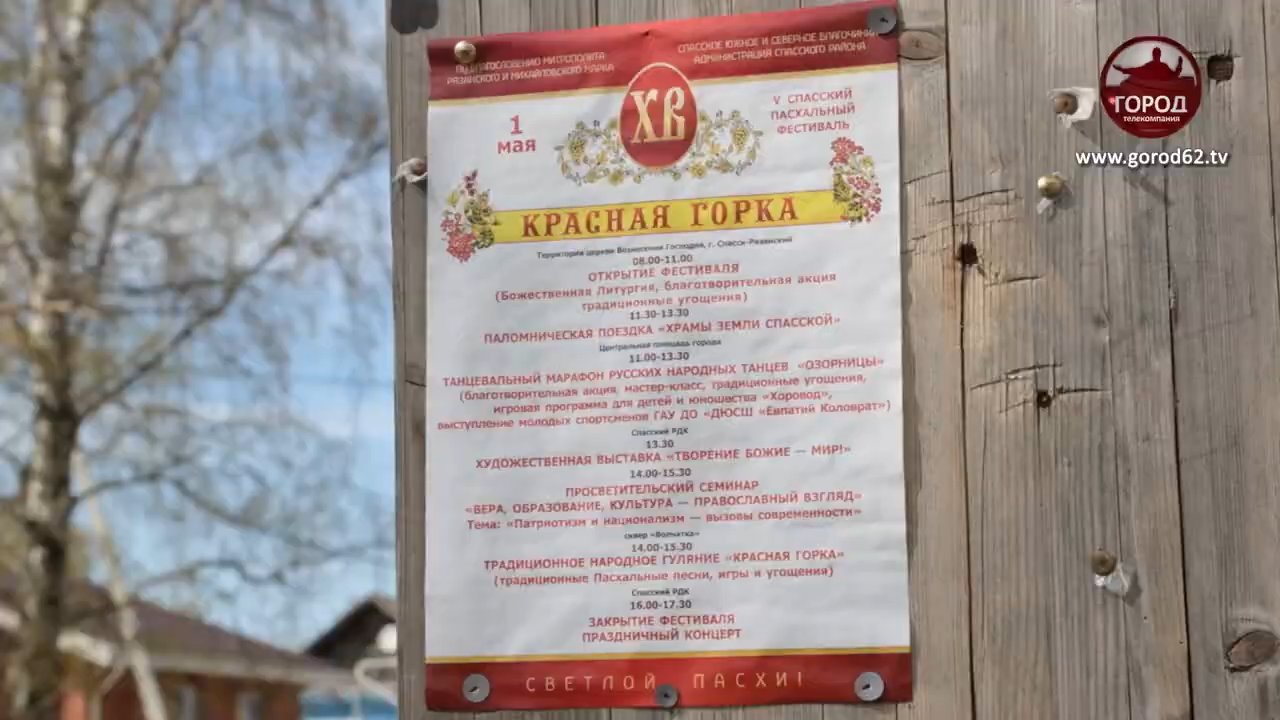 ПО БЛАГОСЛОВЕНИЮ МИТРОПОЛИТА
РЯЗАНСКОГО И МИХАЙЛОВСКОГО МАРКА
СПАССКОЕ ЮЖНОЕ И СЕВЕРНОЕ БЛАГОЧИНИЯ
АДМИНИСТРАЦИЯ СПАССКОГО РАЙОНА
1
мая
ХВ
V СПАССКИЙ
ПАСХАЛЬНЫЙ
ФЕСТИВАЛЬ
КРАСНАЯ ГОРКА
Территория церкви Вознесения Господня, г. Спасск-Рязанский
08.00-11.00
ОТКРЫТИЕ ФЕСТИВАЛЯ
(Божественная Литургия, благотворительная акция
традиционные угощения)
11.30-13.30
ПАЛОМНИЧЕСКАЯ ПОЕЗДКА «ХРАМЫ ЗЕМЛИ СПАССКОЙ»
Центральная площадь города
11.00-13.30
ТАНЦЕВАЛЬНЫЙ МАРАФОН РУССКИХ НАРОДНЫХ ТАНЦЕВ «ОЗОРНИЦЫ»
(благотворительная акция, мастер-класс, традиционные угощения,
игровая программа для детей и юношества «Хоровод»,
выступление молодых спортсменов ГАУ ДО «ДЮСШ «Евпатий Коловрат»)
Спасский РДК
13.30
ХУДОЖЕСТВЕННАЯ ВЫСТАВКА «ТВОРЕНИЕ БОЖИЕ — МИР!»
14.00-15.30
ПРОСВЕТИТЕЛЬСКИЙ СЕМИНАР
«ВЕРА, ОБРАЗОВАНИЕ, КУЛЬТУРА — ПРАВОСЛАВНЫЙ ВЗГЛЯД»
Тема: «Патриотизм и национализм — вызовы современности»
сквер «Волчатка»
14.00-15.30
ТРАДИЦИОННОЕ НАРОДНОЕ ГУЛЯНИЕ «КРАСНАЯ ГОРКА»
(традиционные Пасхальные песни, игры и угощения)
Спасский РДК
16.00-17.30
ЗАКРЫТИЕ ФЕСТИВАЛЯ
ПРАЗДНИЧНЫЙ КОНЦЕРТ
СВЕТЛОЙ ПАСХИ!
ГОРОД
телекомпания
www.gorod62.tv